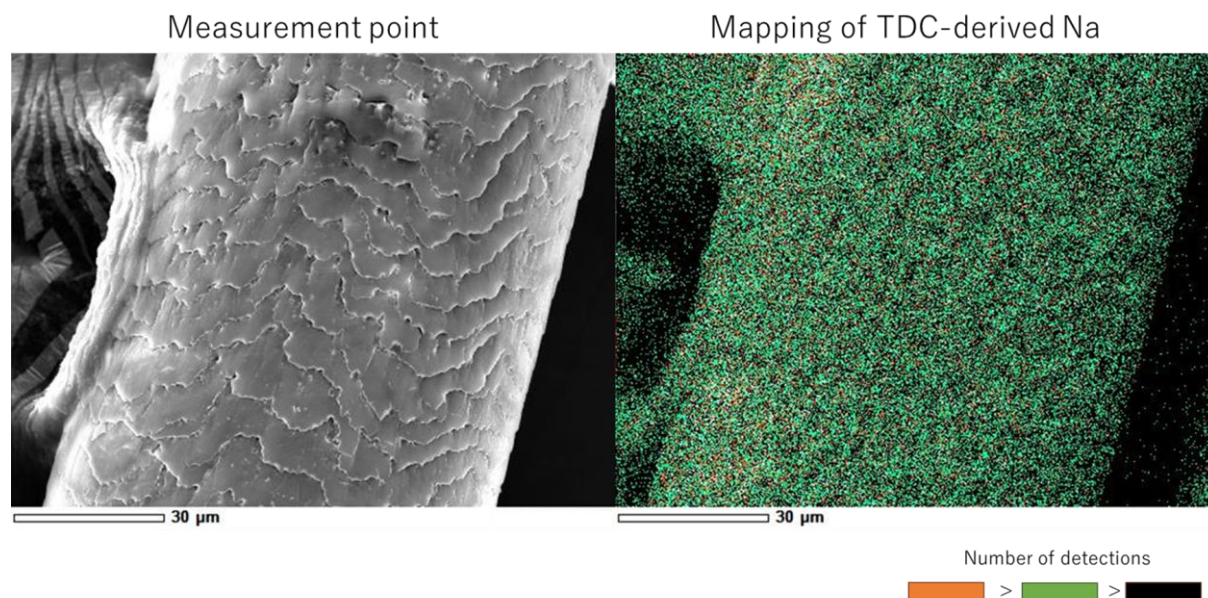 Measurement point
Mapping of TDC-derived Na
30 µm
30 µm
Number of detections
> >